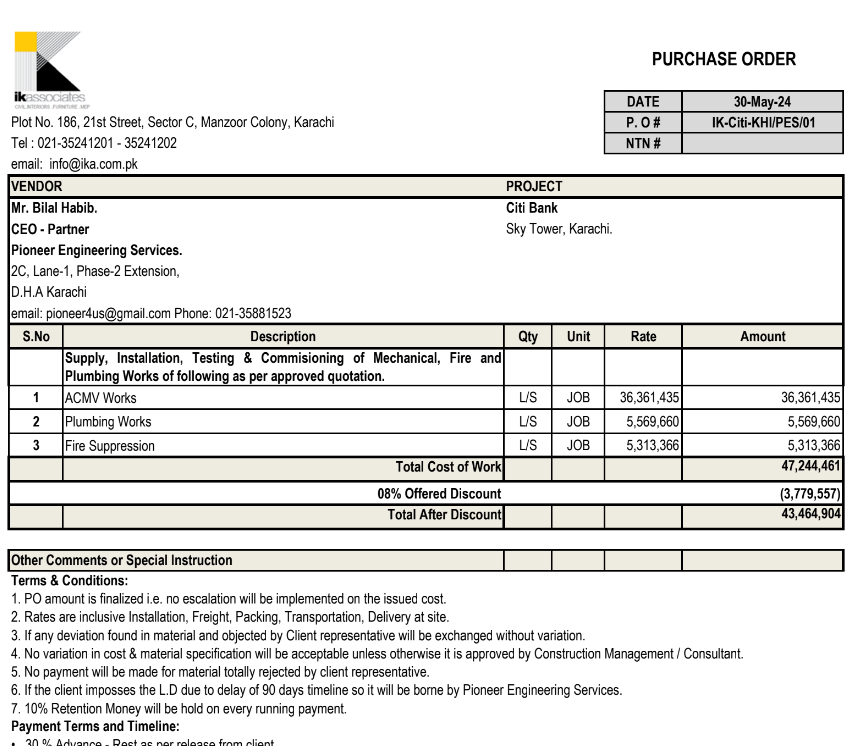 ikassociates
CIVIL.INTERIORS.FURNITURE.MEP
PURCHASE ORDER
DATE 30-May-24
P. O # IK-Citi-KHI/PES/01
NTN #
Plot No. 186, 21st Street, Sector C, Manzoor Colony, Karachi
Tel : 021-35241201 - 35241202
email: info@ika.com.pk
VENDOR PROJECT
Mr. Bilal Habib. Citi Bank
CEO - Partner Sky Tower, Karachi.
Pioneer Engineering Services.
2C, Lane-1, Phase-2 Extension,
D.H.A Karachi
email: pioneer4us@gmail.com Phone: 021-35881523
S.No Description Qty Unit Rate Amount
Supply, Installation, Testing & Commisioning of Mechanical, Fire and
Plumbing Works of following as per approved quotation.
1 ACMV Works L/S JOB 36,361,435 36,361,435
2 Plumbing Works L/S JOB 5,569,660 5,569,660
3 Fire Suppression L/S JOB 5,313,366 5,313,366
Total Cost of Work 47,244,461
08% Offered Discount (3,779,557)
Total After Discount 43,464,904
Other Comments or Special Instruction
Terms & Conditions:
1. PO amount is finalized i.e. no escalation will be implemented on the issued cost.
2. Rates are inclusive Installation, Freight, Packing, Transportation, Delivery at site.
3. If any deviation found in material and objected by Client representative will be exchanged without variation.
4. No variation in cost & material specification will be acceptable unless otherwise it is approved by Construction Management / Consultant.
5. No payment will be made for material totally rejected by client representative.
6. If the client imposses the L.D due to delay of 90 days timeline so it will be borne by Pioneer Engineering Services.
7. 10% Retention Money will be hold on every running payment.
Payment Terms and Timeline:
• 30 % Advance - Rest as per release from client